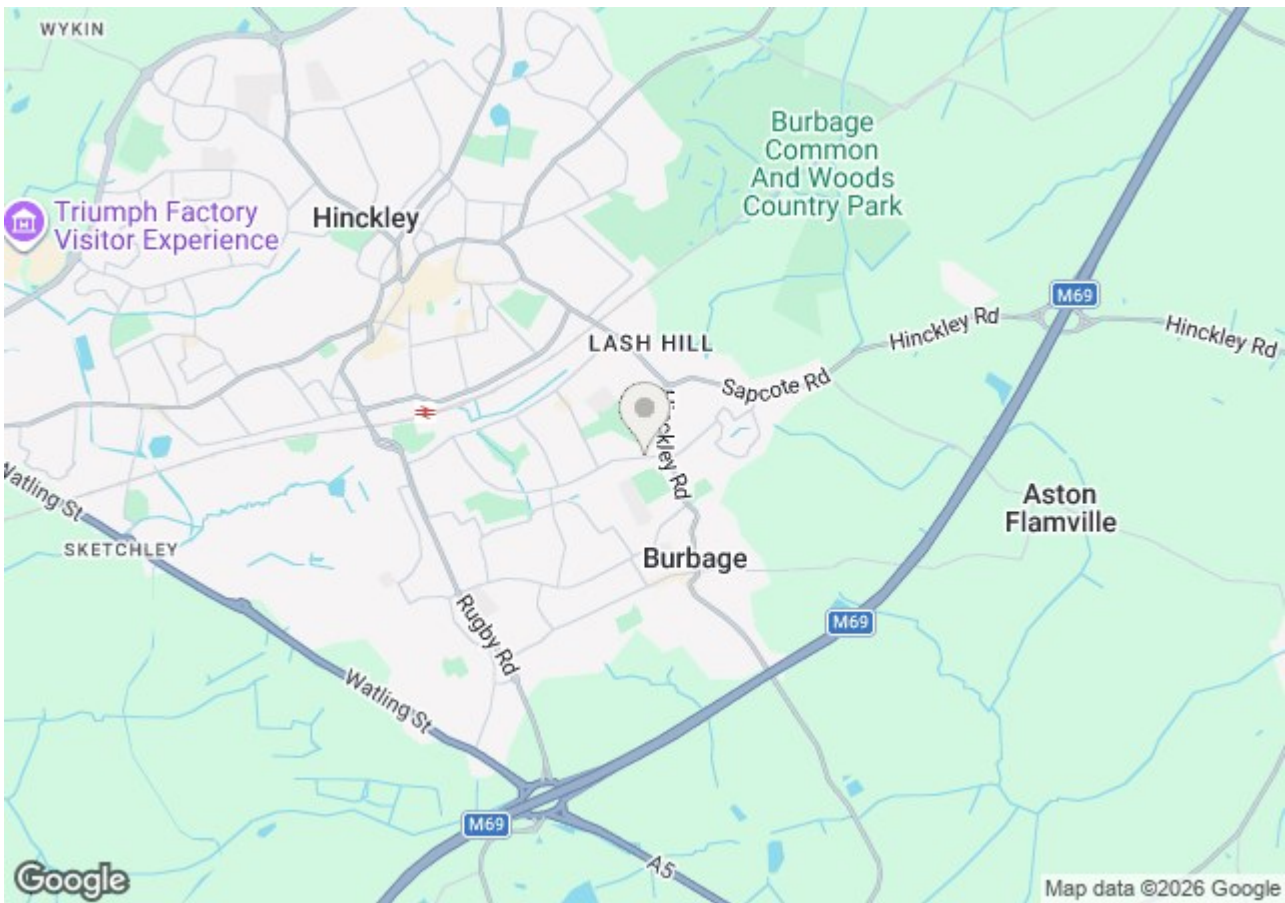 WYKIN
Burbage
Common
And Woods
Country Park
Triumph Factory
Visitor Experience
Hinckley
M69
Hinckley Rd
Hinckley Rd
LASH HILL
Sapcote Rd
Hinckley Rd
Watling St
Aston
Flamville
SKETCHLEY
Burbage
Rugby Rd
M69
Watling St
M69
A5
Google
Map data ©2026 Google